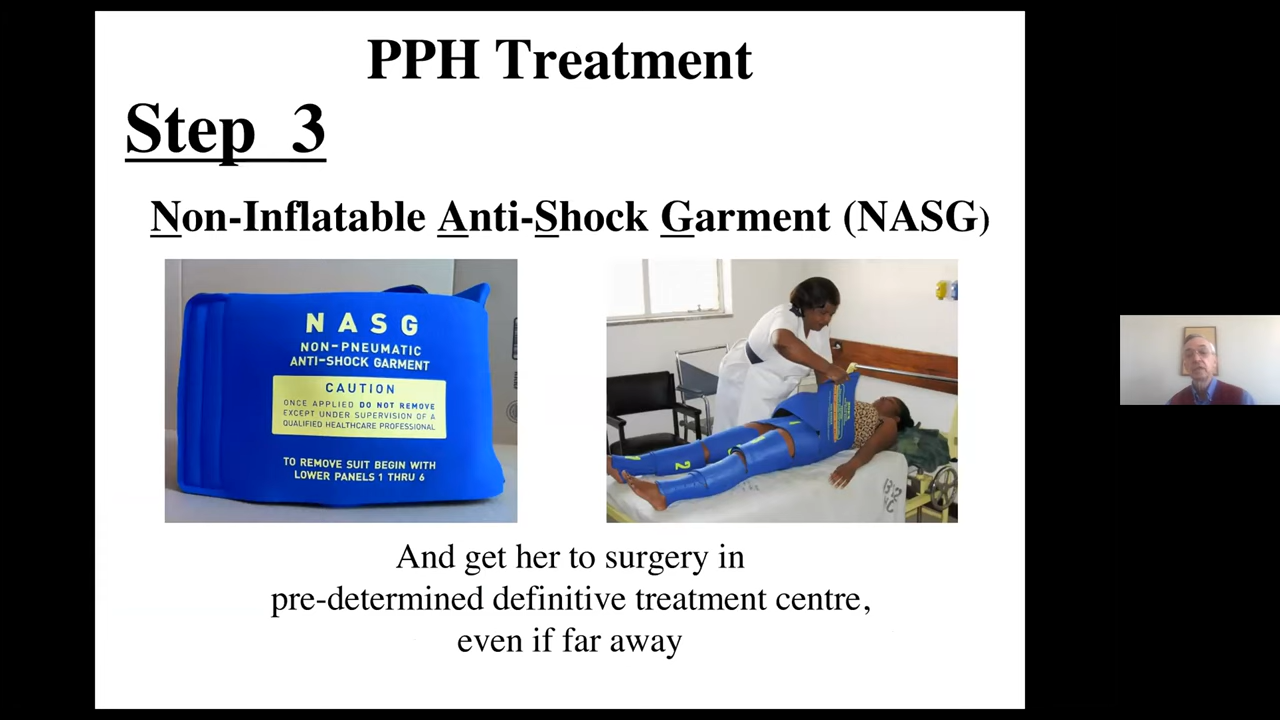 PPH Treatment
Step 3
Non-Inflatable Anti-Shock Garment (NASG)
NASG
NON-PNEUMATIC
ANTI-SHOCK GARMENT
CAUTION
ONCE APPLIED DO NOT REMOVE
EXCEPT UNDER SUPERVISION OF A
QUALIFIED HEALTHCARE PROFESSIONAL
TO REMOVE SUIT BEGIN WITH
LOWER PANELS 1 THRU 6
2
And get her to surgery in
pre-determined definitive treatment centre,
even if far away